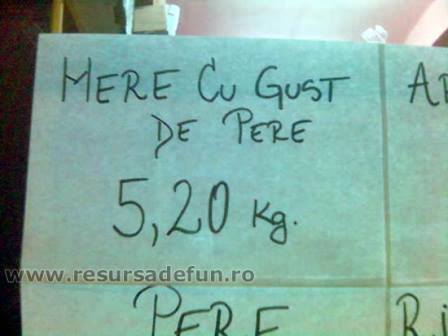 MERE CU GUST
DE PERE
5,20 Kg.
www.resursadefun.ro
PERE